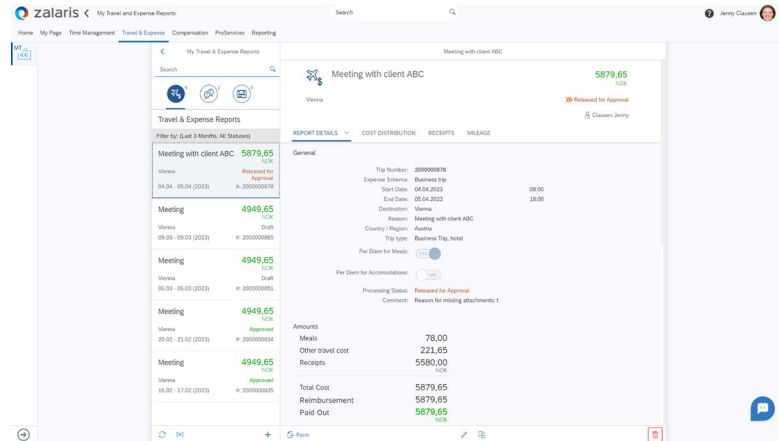 zalaris
My Travel and Expense Reports
Search
Jenny Clausen
Home My Page Time Management Travel & Expense Compensation ProServices Reporting
MT
My Travel & Expense Reports
Search
5 1 0
Travel & Expense Reports
Filter by: (Last 3 Months, All Statuses)
Meeting with client ABC 5879,65
NOK
Vienna Released for
Approval
04.04 - 05.04 (2023) #: 2000000878
Meeting 4949,65
NOK
Vienna Draft
09.03 - 09.03 (2023) #: 2000000865
Meeting 4949,65
NOK
Vienna Draft
06.03 - 06.03 (2023) #: 2000000851
Meeting 4949,65
NOK
Vienna Approved
20.02 - 21.02 (2023) #: 2000000834
Meeting 4949,65
NOK
Vienna Approved
16.02 - 17.02 (2023) #: 2000000835
Meeting with client ABC
Meeting with client ABC 5879,65
NOK
Vienna Released for Approval
Clausen Jenny
REPORT DETAILS COST DISTRIBUTION RECEIPTS MILEAGE
General
Trip Number: 2000000878
Expense Schema: Business trip
Start Date: 04.04.2023 08:00
End Date: 05.04.2023 18:00
Destination: Vienna
Reason: Meeting with client ABC
Country / Region: Austria
Trip type: Business Trip, hotel
Per Diem for Meals: YES
Per Diem for Accomodations: NO
Processing Status: Released for Approval
Comment: Reason for missing attachments: t
Amounts
Meals 78,00
Other travel cost 221,65
Receipts 5580,00
NOK
Total Cost 5879,65
Reimbursement 5879,65
Paid Out 5879,65
NOK
Form